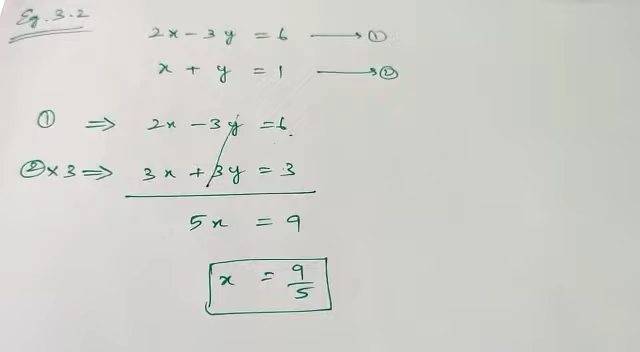 Eg. 3.2
2x - 3y = 6 ⟶ ①
x + y = 1 ⟶ ②
① ⇒ 2x - 3y = 6
② × 3 ⇒ 3x + 3y = 3
5x = 9
x = 9/5